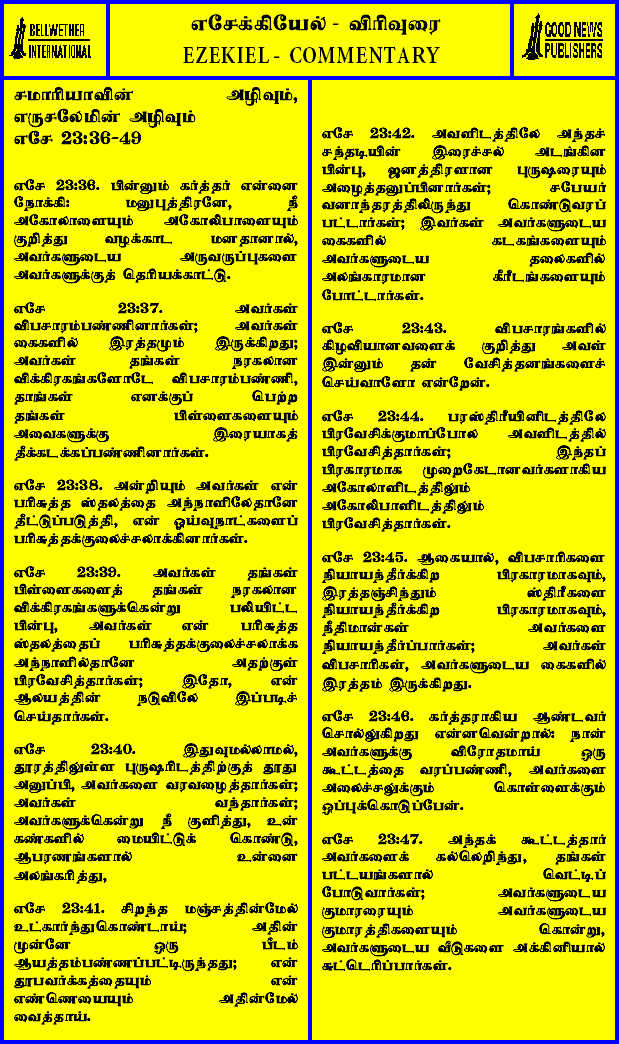 BELLWETHER
INTERNATIONAL
எசேக்கியேல் - விரிவுரை
EZEKIEL - COMMENTARY
GOOD NEWS
PUBLISHERS
சமாரியாவின் அழிவும்,
எருசலேமின் அழிவும்
எசே 23:36-49
எசே 23:36. பின்னும் கர்த்தர் என்னை
நோக்கி: மனுபுத்திரனே, நீ
அகோலாளையும் அகோலிபாளையும்
குறித்து வழக்காட மனதானால்,
அவர்களுடைய அருவருப்புகளை
அவர்களுக்குத் தெரியக்காட்டு.
எசே 23:37. அவர்கள்
விபசாரம்பண்ணினார்கள்; அவர்கள்
கைகளில் இரத்தமும் இருக்கிறது;
அவர்கள் தங்கள் நரகலான
விக்கிரகங்களோடே விபசாரம்பண்ணி,
தாங்கள் எனக்குப் பெற்ற
தங்கள் பிள்ளைகளையும்
அவைகளுக்கு இரையாகத்
தீக்கடக்கப்பண்ணினார்கள்.
எசே 23:38. அன்றியும் அவர்கள் என்
பரிசுத்த ஸ்தலத்தை அந்நாளிலேதானே
தீட்டுப்படுத்தி, என் ஓய்வுநாட்களைப்
பரிசுத்தக்குலைச்சலாக்கினார்கள்.
எசே 23:39. அவர்கள் தங்கள்
பிள்ளைகளைத் தங்கள் நரகலான
விக்கிரகங்களுக்கென்று பலியிட்ட
பின்பு, அவர்கள் என் பரிசுத்த
ஸ்தலத்தைப் பரிசுத்தக்குலைச்சலாக்க
அந்நாளில்தானே அதற்குள்
பிரவேசித்தார்கள்; இதோ, என்
ஆலயத்தின் நடுவிலே இப்படிச்
செய்தார்கள்.
எசே 23:40. இதுவுமல்லாமல்,
தூரத்திலுள்ள புருஷரிடத்திற்குத் தூது
அனுப்பி, அவர்களை வரவழைத்தார்கள்;
அவர்கள் வந்தார்கள்;
அவர்களுக்கென்று நீ குளித்து, உன்
கண்களில் மையிட்டுக் கொண்டு,
ஆபரணங்களால் உன்னை
அலங்கரித்து,
எசே 23:41. சிறந்த மஞ்சத்தின்மேல்
உட்கார்ந்துகொண்டாய்; அதின்
முன்னே ஒரு பீடம்
ஆயத்தம்பண்ணப்பட்டிருந்தது; என்
தூபவர்க்கத்தையும் என்
எண்ணெயையும் அதின்மேல்
வைத்தாய்.
எசே 23:42. அவளிடத்திலே அந்தச்
சந்தடியின் இரைச்சல் அடங்கின
பின்பு, ஜனத்திரளான புருஷரையும்
அழைத்தனுப்பினார்கள்; சபேயர்
வனாந்தரத்திலிருந்து கொண்டுவரப்
பட்டார்கள்; இவர்கள் அவர்களுடைய
கைகளில் கடகங்களையும்
அவர்களுடைய தலைகளில்
அலங்காரமான கிரீடங்களையும்
போட்டார்கள்.
எசே 23:43. விபசாரங்களில்
கிழவியானவளைக் குறித்து அவள்
இன்னும் தன் வேசித்தனங்களைச்
செய்வாளோ என்றேன்.
எசே 23:44. பரஸ்திரீயினிடத்திலே
பிரவேசிக்குமாப்போல் அவளிடத்தில்
பிரவேசித்தார்கள்; இந்தப்
பிரகாரமாக முறைகேடானவர்களாகிய
அகோலாளிடத்திலும்
அகோலிபாளிடத்திலும்
பிரவேசித்தார்கள்.
எசே 23:45. ஆகையால், விபசாரிகளை
நியாயந்தீர்க்கிற பிரகாரமாகவும்,
இரத்தஞ்சிந்தும் ஸ்திரீகளை
நியாயந்தீர்க்கிற பிரகாரமாகவும்,
நீதிமான்கள் அவர்களை
நியாயந்தீர்ப்பார்கள்; அவர்கள்
விபசாரிகள், அவர்களுடைய கைகளில்
இரத்தம் இருக்கிறது.
எசே 23:46. கர்த்தராகிய ஆண்டவர்
சொல்லுகிறது என்னவென்றால்: நான்
அவர்களுக்கு விரோதமாய் ஒரு
கூட்டத்தை வரப்பண்ணி, அவர்களை
அலைச்சலுக்கும் கொள்ளைக்கும்
ஒப்புக்கொடுப்பேன்.
எசே 23:47. அந்தக் கூட்டத்தார்
அவர்களைக் கல்லெறிந்து, தங்கள்
பட்டயங்களால் வெட்டிப்
போடுவார்கள்; அவர்களுடைய
குமாரரையும் அவர்களுடைய
குமாரத்திகளையும் கொன்று,
அவர்களுடைய வீடுகளை அக்கினியால்
சுட்டெரிப்பார்கள்.